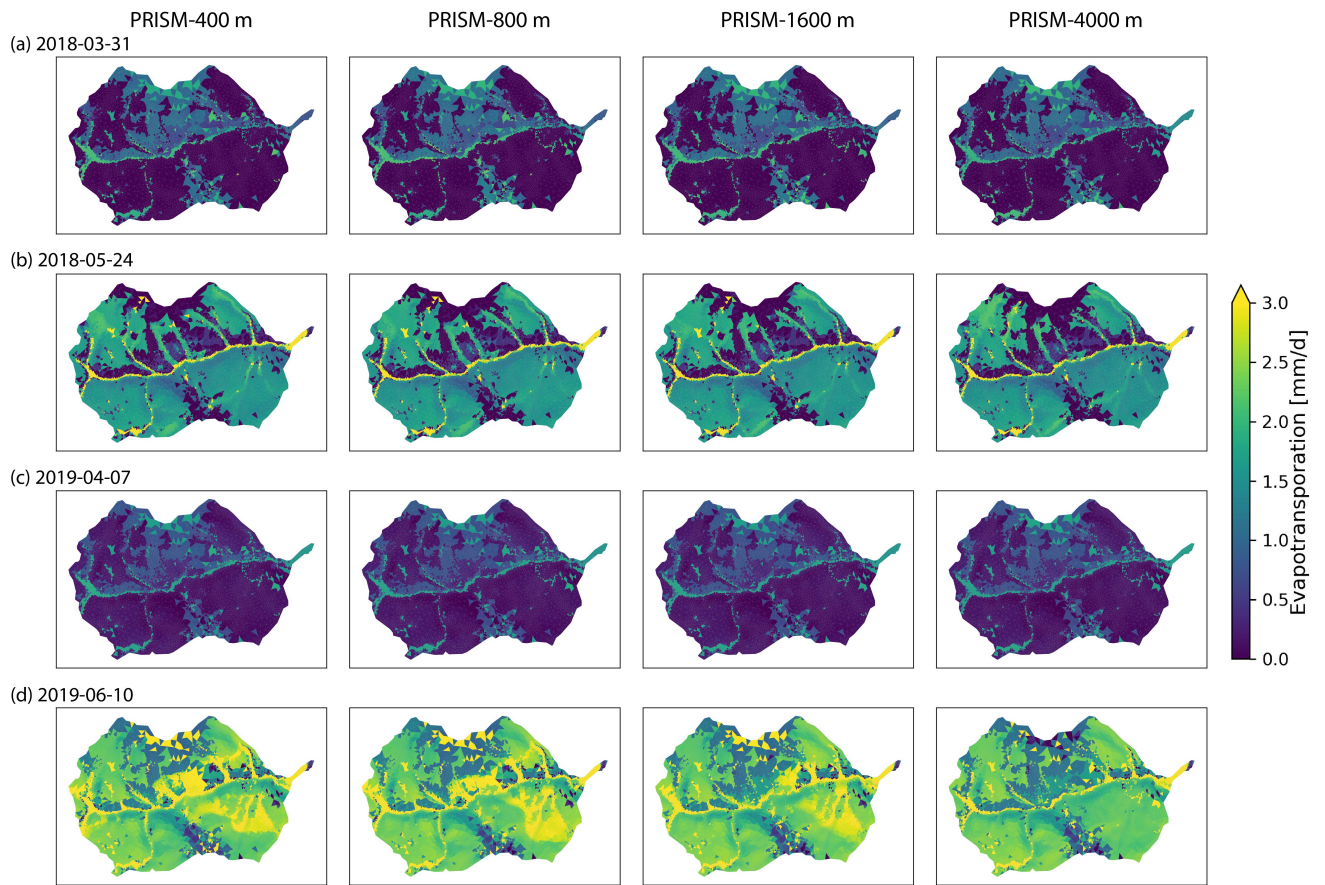 PRISM-400 m PRISM-800 m PRISM-1600 m PRISM-4000 m
(a) 2018-03-31
(b) 2018-05-24
(c) 2019-04-07
(d) 2019-06-10
3.0
2.5
2.0
1.5
1.0
0.5
0.0
Evapotransporation [mm/d]